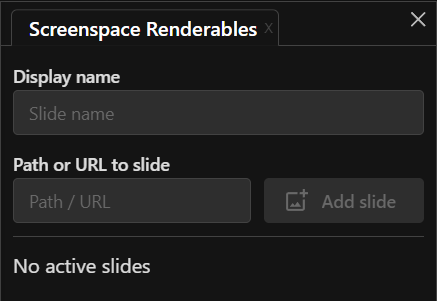 Screenspace Renderables x
Display name
Slide name
Path or URL to slide
Path / URL
Add slide
No active slides